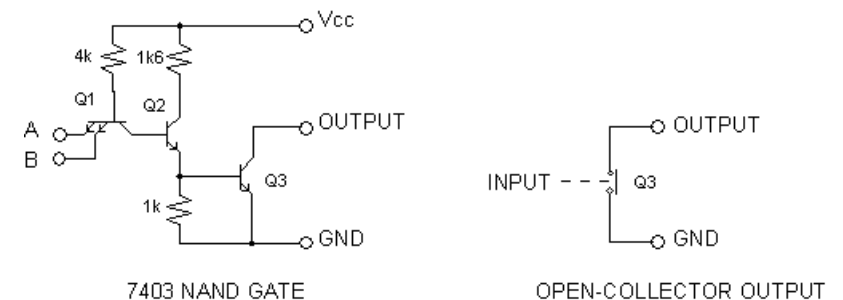 Vcc
4k
1k6
Q1
Q2
A
B
OUTPUT
Q3
1k
GND
7403 NAND GATE
OUTPUT
INPUT
Q3
GND
OPEN-COLLECTOR OUTPUT